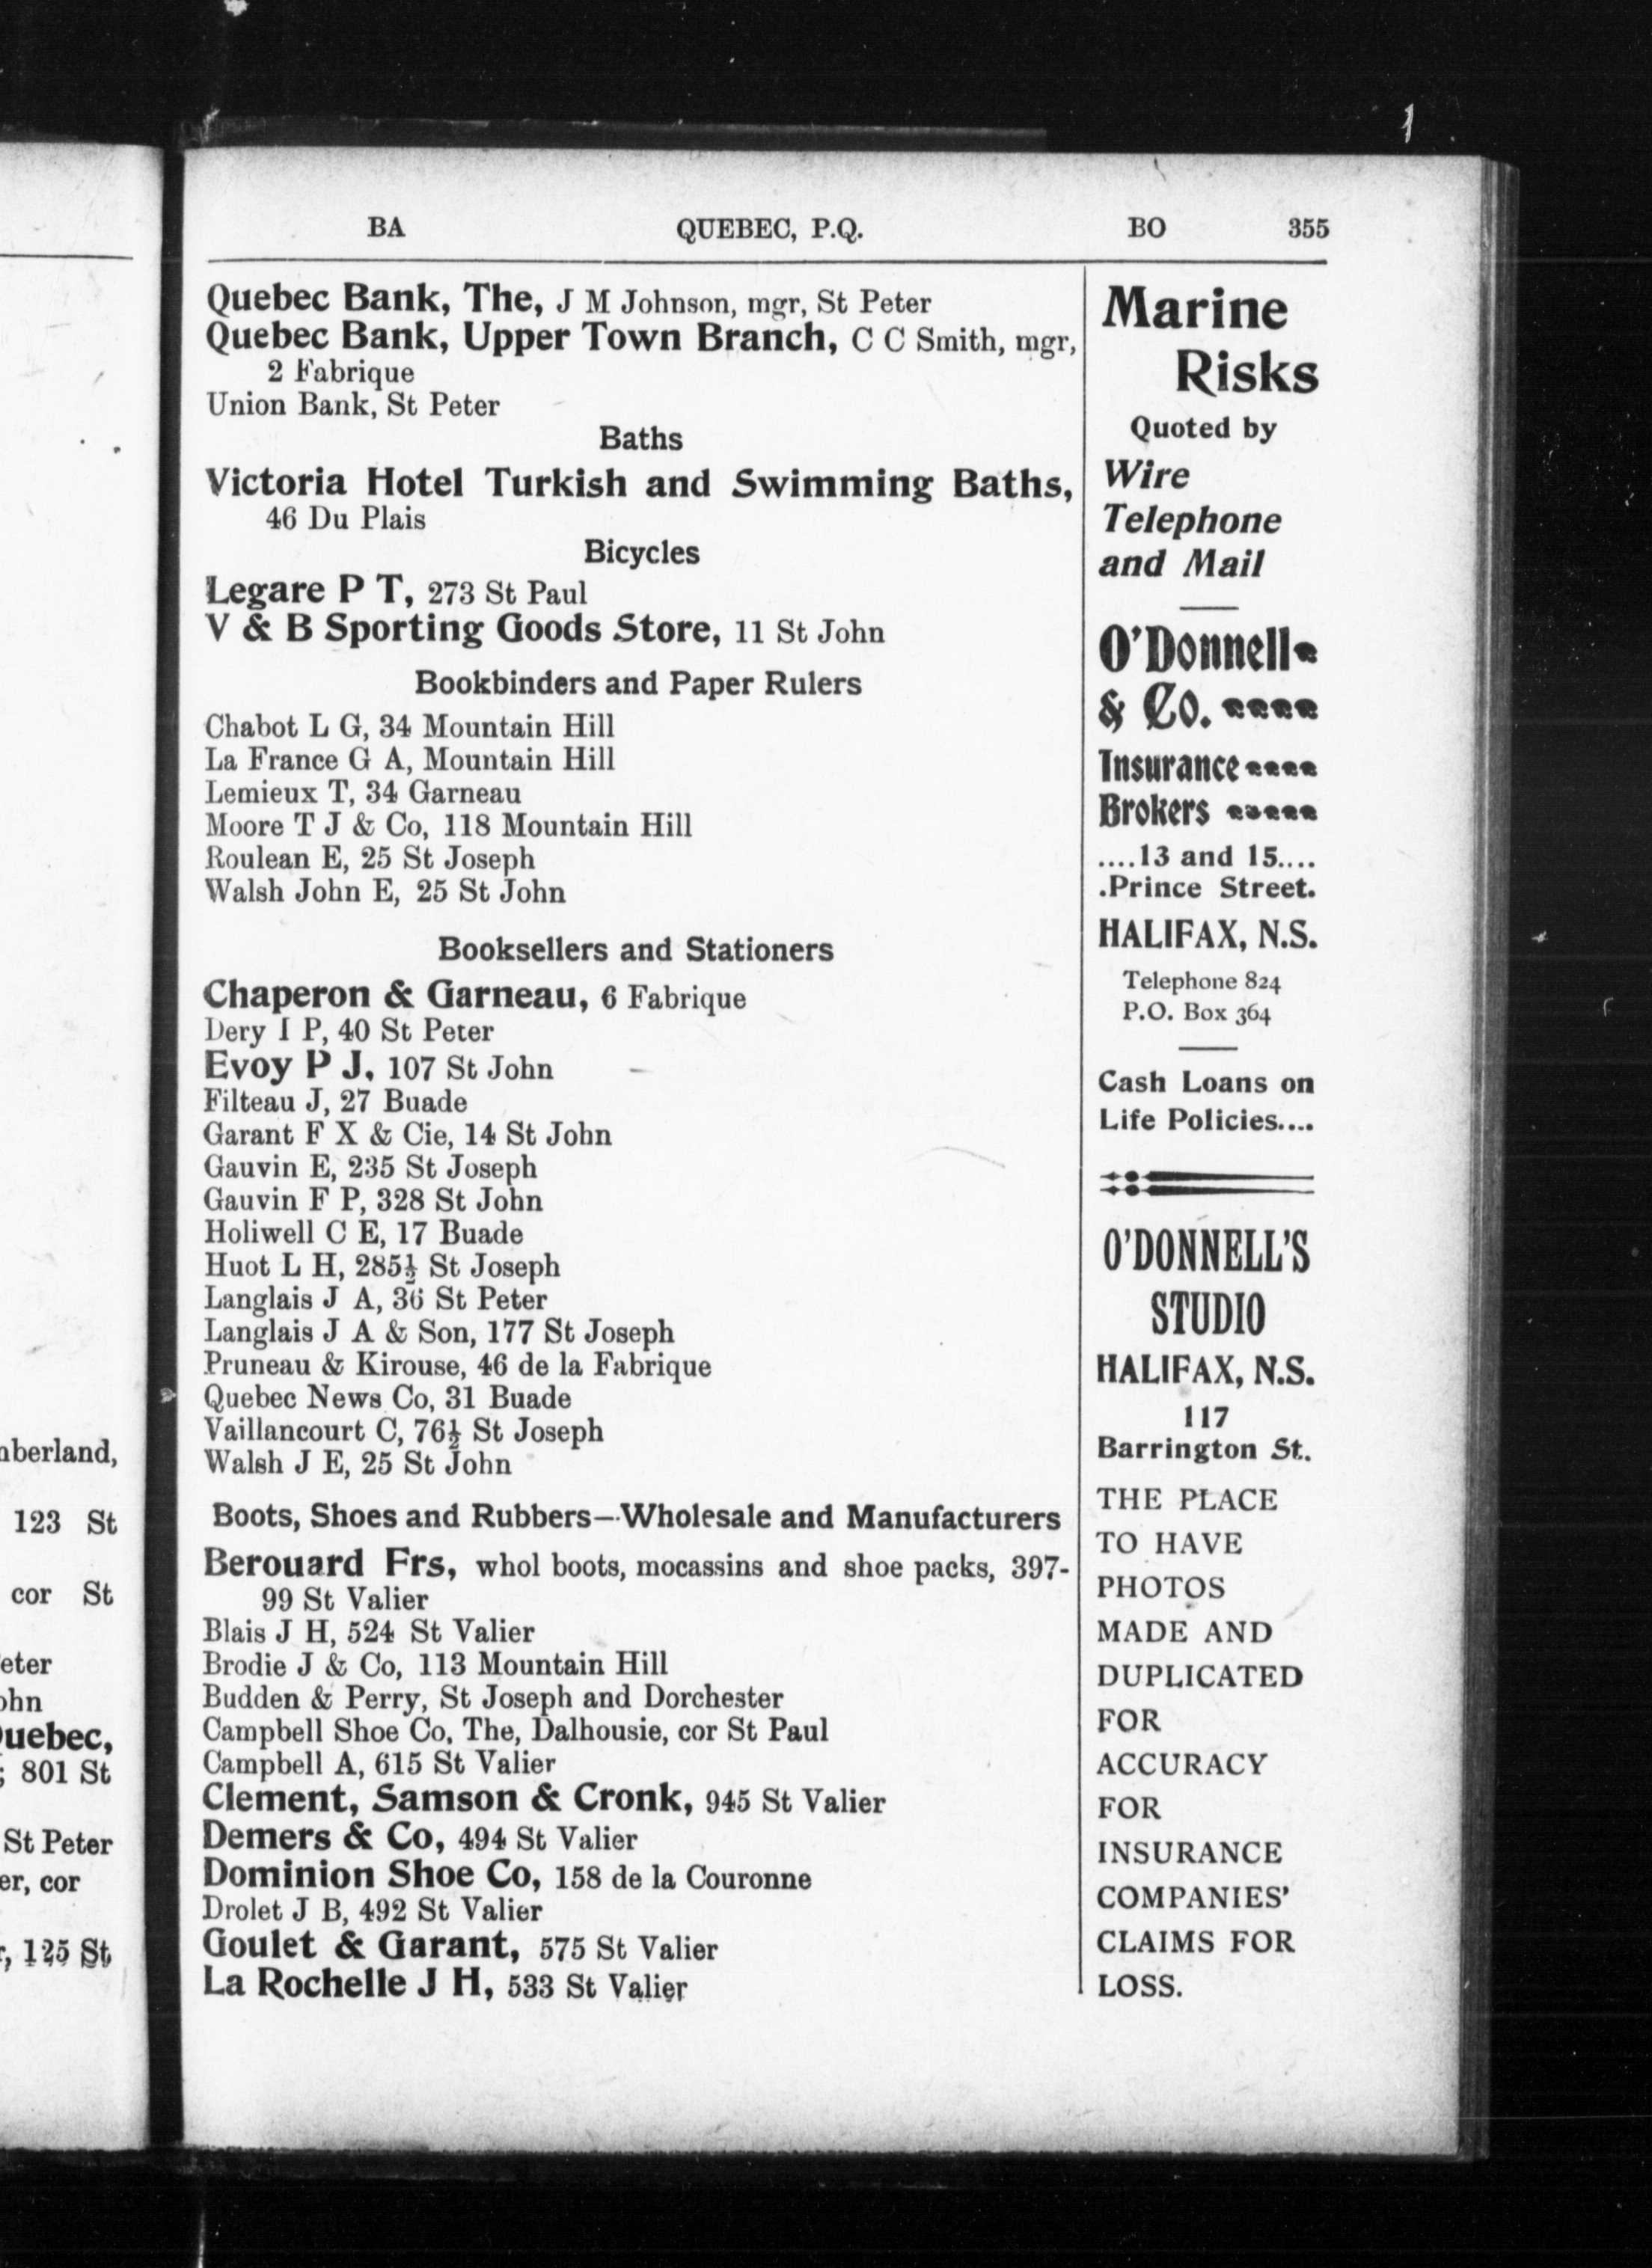 BA QUEBEC, P.Q. BO 355
Quebec Bank, The, J M Johnson, mgr, St Peter
Quebec Bank, Upper Town Branch, C C Smith, mgr,
2 Fabrique
Union Bank, St Peter
Baths
Victoria Hotel Turkish and Swimming Baths,
46 Du Plais
Bicycles
Legare P T, 273 St Paul
V & B Sporting Goods Store, 11 St John
Bookbinders and Paper Rulers
Chabot L G, 34 Mountain Hill
La France G A, Mountain Hill
Lemieux T, 34 Garneau
Moore T J & Co, 118 Mountain Hill
Roulean E, 25 St Joseph
Walsh John E, 25 St John
Booksellers and Stationers
Chaperon & Garneau, 6 Fabrique
Dery I P, 40 St Peter
Evoy P J, 107 St John
Filteau J, 27 Buade
Garant F X & Cie, 14 St John
Gauvin E, 235 St Joseph
Gauvin F P, 328 St John
Holiwell C E, 17 Buade
Huot L H, 285½ St Joseph
Langlais J A, 36 St Peter
Langlais J A & Son, 177 St Joseph
Pruneau & Kirouse, 46 de la Fabrique
Quebec News Co, 31 Buade
Vaillancourt C, 76½ St Joseph
Walsh J E, 25 St John
Boots, Shoes and Rubbers—Wholesale and Manufacturers
Berouard Frs, whol boots, mocassins and shoe packs, 397-
99 St Valier
Blais J H, 524 St Valier
Brodie J & Co, 113 Mountain Hill
Budden & Perry, St Joseph and Dorchester
Campbell Shoe Co, The, Dalhousie, cor St Paul
Campbell A, 615 St Valier
Clement, Samson & Cronk, 945 St Valier
Demers & Co, 494 St Valier
Dominion Shoe Co, 158 de la Couronne
Drolet J B, 492 St Valier
Goulet & Garant, 575 St Valier
La Rochelle J H, 533 St Valier
Marine
Risks
Quoted by
Wire
Telephone
and Mail
O'Donnell
& Co.
Insurance
Brokers
....13 and 15....
.Prince Street.
HALIFAX, N.S.
Telephone 824
P.O. Box 364
Cash Loans on
Life Policies....
O'DONNELL'S
STUDIO
HALIFAX, N.S.
117
Barrington St.
THE PLACE
TO HAVE
PHOTOS
MADE AND
DUPLICATED
FOR
ACCURACY
FOR
INSURANCE
COMPANIES'
CLAIMS FOR
LOSS.
123 St
cor St
801 St
St Peter
cor
125 St